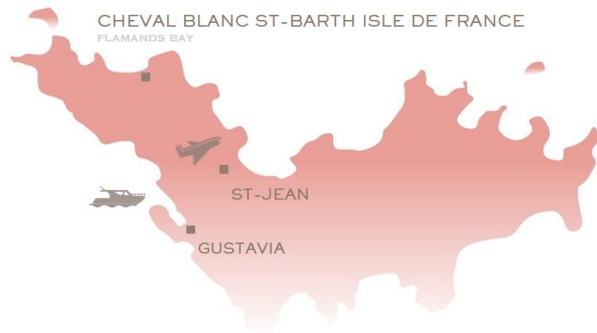 CHEVAL BLANC ST-BARTH ISLE DE FRANCE
FLAMANDS BAY
ST-JEAN
GUSTAVIA